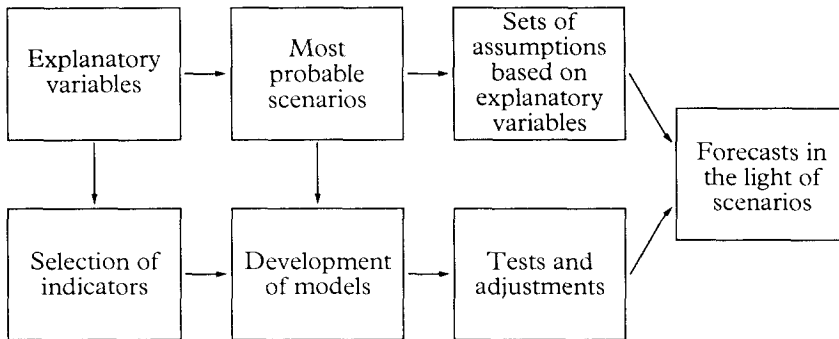 Explanatory
variables
Most
probable
scenarios
Sets of
assumptions
based on
explanatory
variables
Forecasts in
the light of
scenarios
Selection of
indicators
Development
of models
Tests and
adjustments